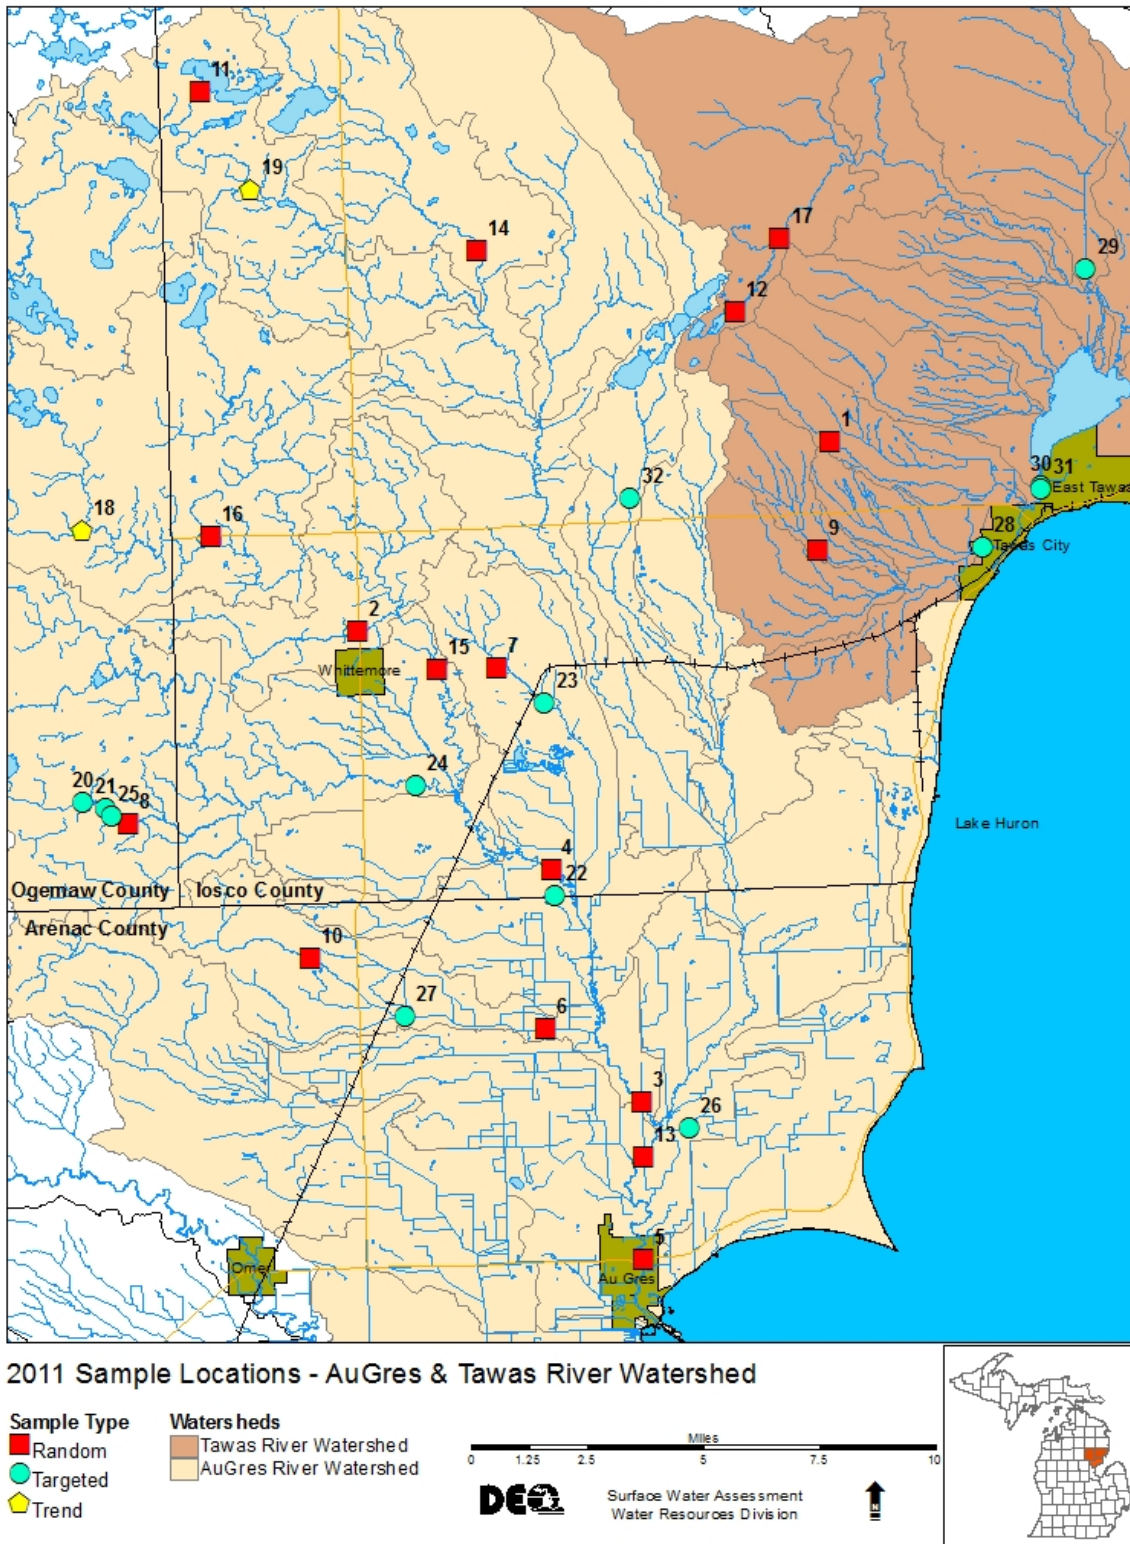 11
19
14
17
29
12
1
30 31
East Tawas
32
18
16
9
28
Tawas City
2
15
7
Whittemore
23
24
20 21 25 8
Lake Huron
4
22
Ogemaw County
Iosco County
Arenac County
10
27
6
3
26
13
5
Omer
Au Gres
2011 Sample Locations - AuGres & Tawas River Watershed
Sample Type
Random
Targeted
Trend
Watersheds
Tawas River Watershed
AuGres River Watershed
Miles
0 1.25 2.5 5 7.5 10
DEQ
Surface Water Assessment
Water Resources Division
N